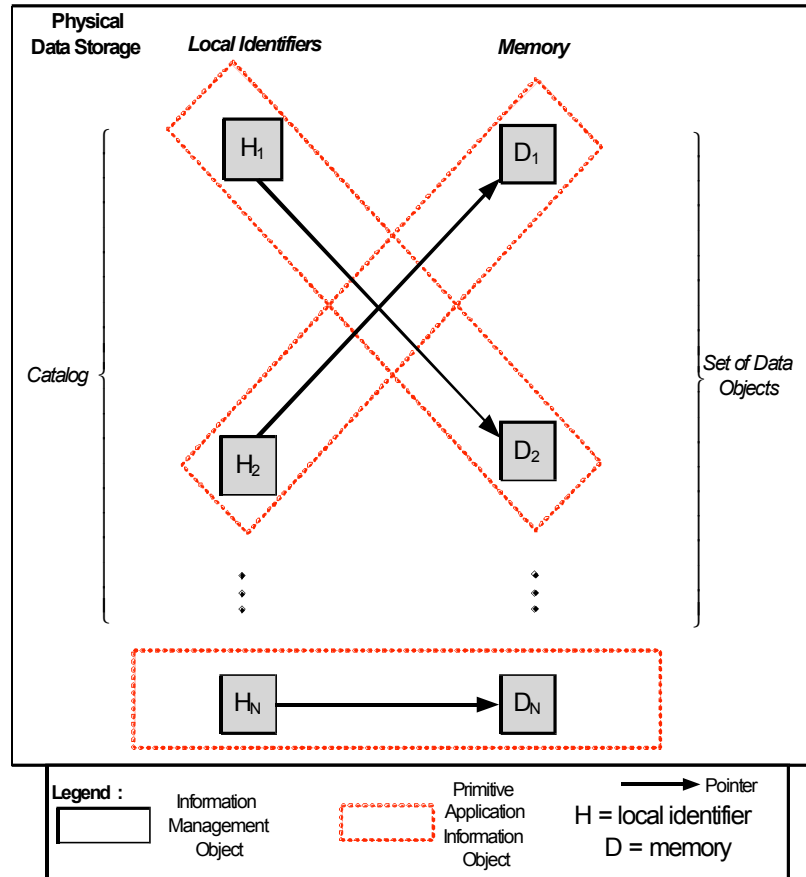 Physical
Data Storage
Local Identifiers
Memory
H1
D1
Catalog
Set of Data
Objects
H2
D2
HN
DN
Legend :
Information
Management
Object
Primitive
Application
Information
Object
Pointer
H = local identifier
D = memory